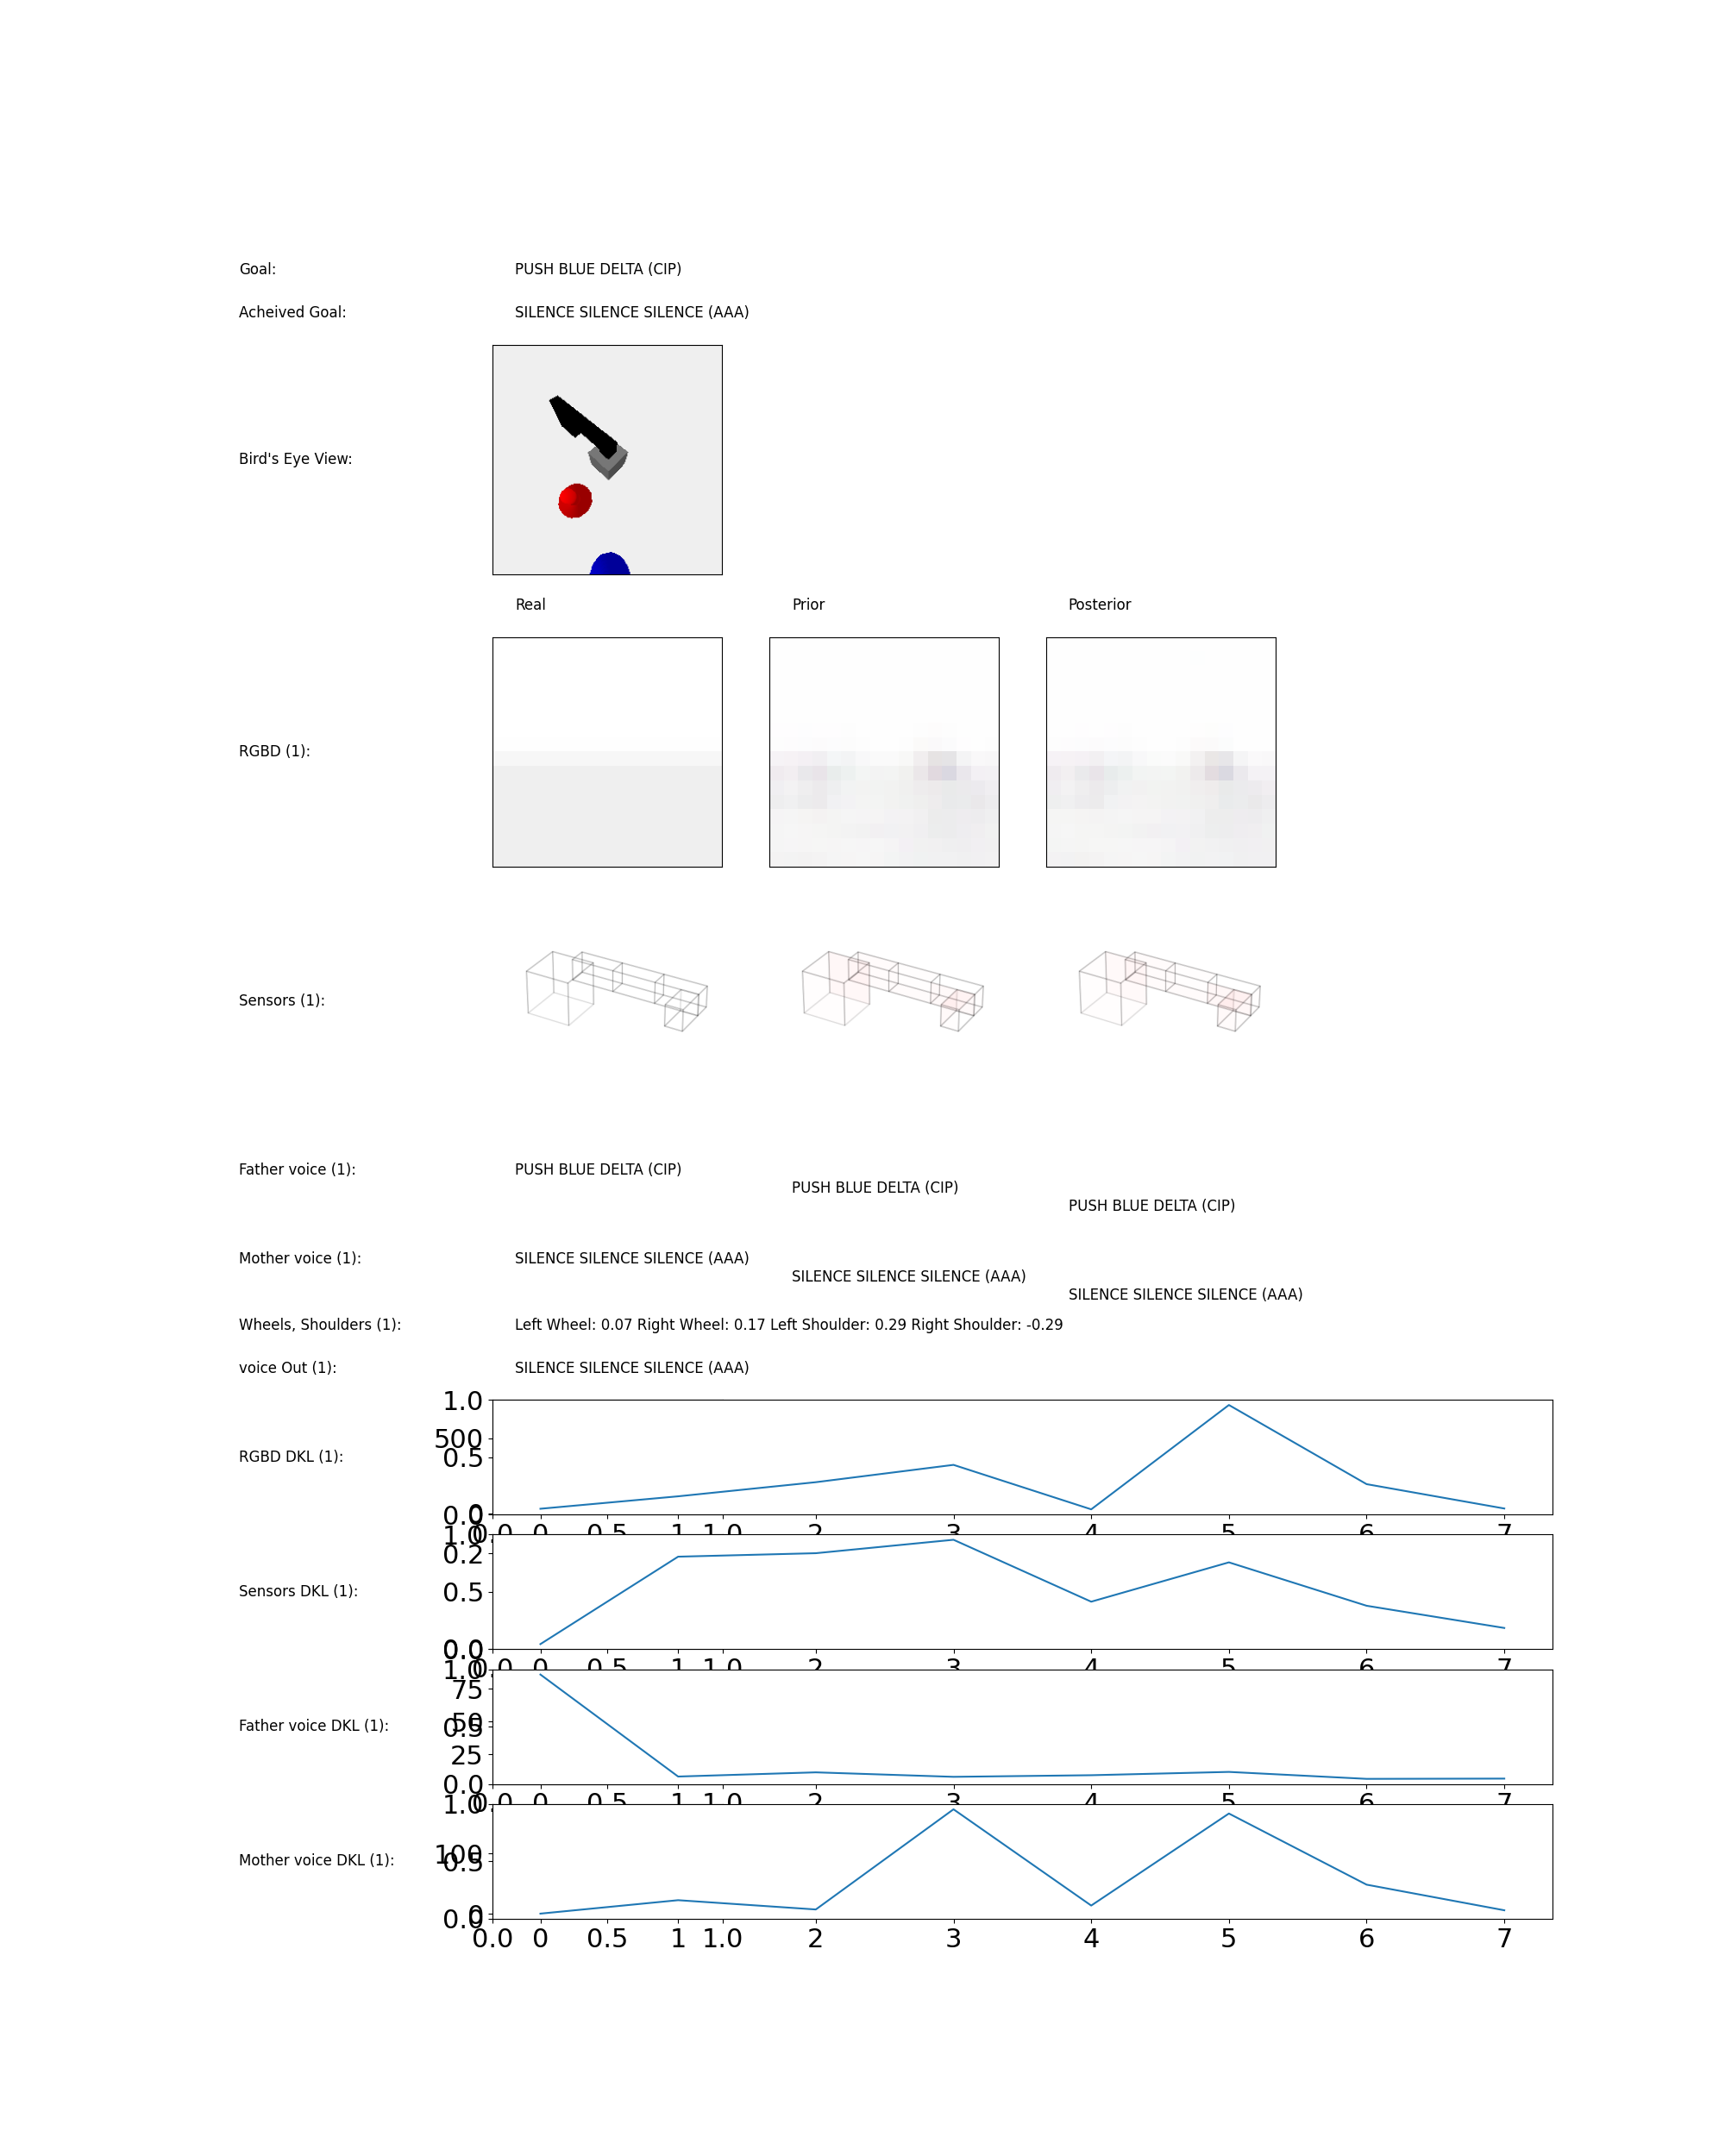 Goal: PUSH BLUE DELTA (CIP)
Acheived Goal: SILENCE SILENCE SILENCE (AAA)
Bird's Eye View:
Real Prior Posterior
RGBD (1):
Sensors (1):
Father voice (1): PUSH BLUE DELTA (CIP)
PUSH BLUE DELTA (CIP)
PUSH BLUE DELTA (CIP)
Mother voice (1): SILENCE SILENCE SILENCE (AAA)
SILENCE SILENCE SILENCE (AAA)
SILENCE SILENCE SILENCE (AAA)
Wheels, Shoulders (1): Left Wheel: 0.07 Right Wheel: 0.17 Left Shoulder: 0.29 Right Shoulder: -0.29
voice Out (1): SILENCE SILENCE SILENCE (AAA)
1.0
500
RGBD DKL (1): 0.5
0.0 0
0.0 0 0.5 1 1.0 2 3 4 5 6 7
1.0
0.2
Sensors DKL (1): 0.5
0.0 0.0
0.0 0 0.5 1 1.0 2 3 4 5 6 7
1.0
75
50
Father voice DKL (1): 0.5
25
0.0
0.0 0 0.5 1 1.0 2 3 4 5 6 7
1.0
100
Mother voice DKL (1): 0.5
0
0.0
0.0 0 0.5 1 1.0 2 3 4 5 6 7